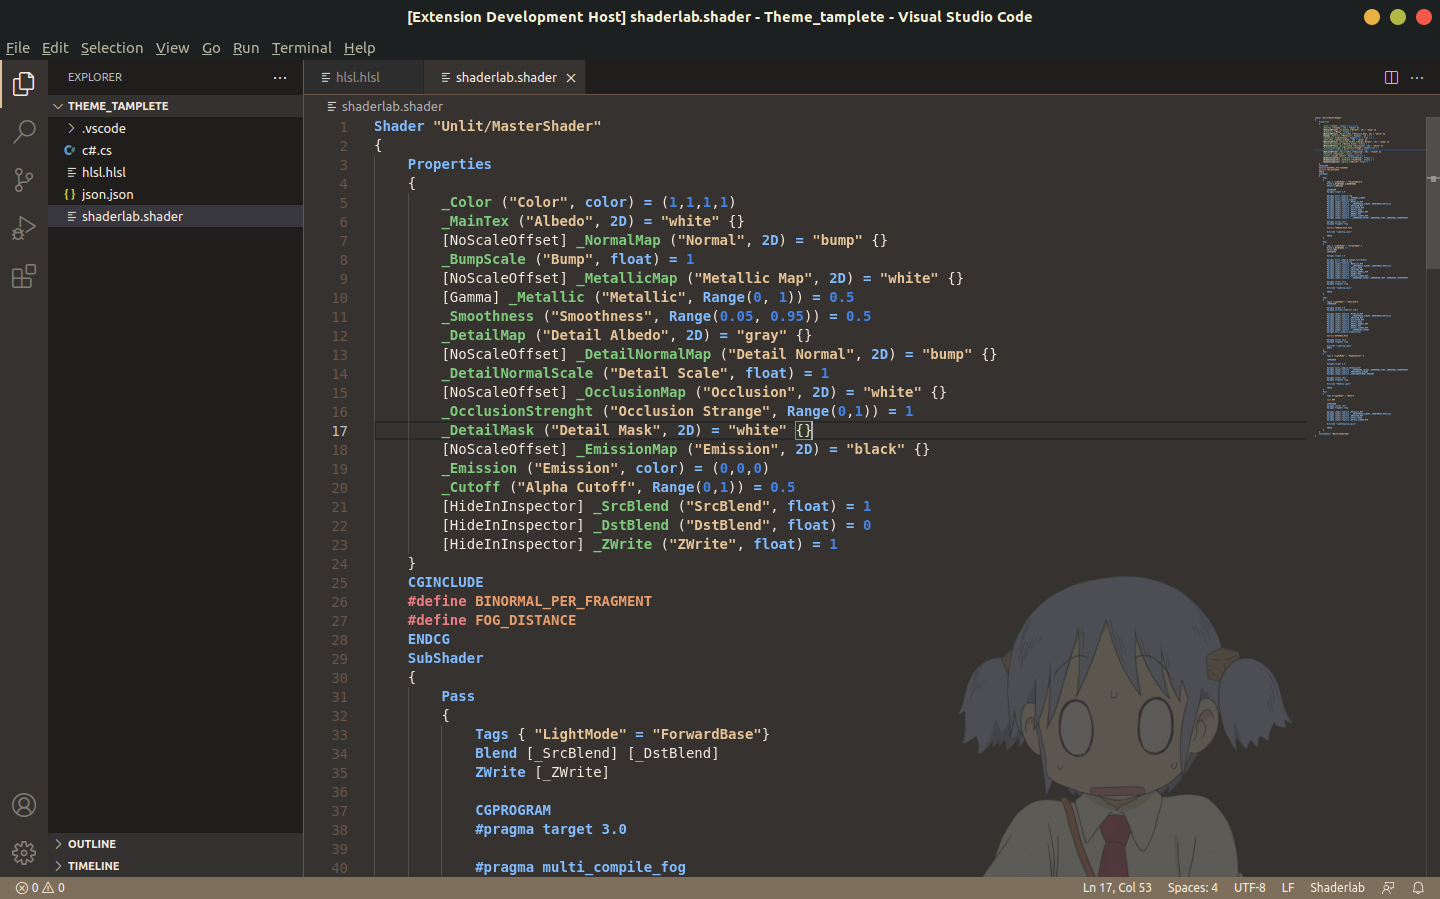 [Extension Development Host] shaderlab.shader - Theme_tamplete - Visual Studio Code
File Edit Selection View Go Run Terminal Help
EXPLORER
hlsl.hlsl
shaderlab.shader
THEME_TAMPLETE
.vscode
c#.cs
hlsl.hlsl
json.json
shaderlab.shader
OUTLINE
TIMELINE
shaderlab.shader
1 Shader "Unlit/MasterShader"
2 {
3 Properties
4 {
5 _Color ("Color", color) = (1,1,1,1)
6 _MainTex ("Albedo", 2D) = "white" {}
7 [NoScaleOffset] _NormalMap ("Normal", 2D) = "bump" {}
8 _BumpScale ("Bump", float) = 1
9 [NoScaleOffset] _MetallicMap ("Metallic Map", 2D) = "white" {}
10 [Gamma] _Metallic ("Metallic", Range(0, 1)) = 0.5
11 _Smoothness ("Smoothness", Range(0.05, 0.95)) = 0.5
12 _DetailMap ("Detail Albedo", 2D) = "gray" {}
13 [NoScaleOffset] _DetailNormalMap ("Detail Normal", 2D) = "bump" {}
14 _DetailNormalScale ("Detail Scale", float) = 1
15 [NoScaleOffset] _OcclusionMap ("Occlusion", 2D) = "white" {}
16 _OcclusionStrenght ("Occlusion Strange", Range(0,1)) = 1
17 _DetailMask ("Detail Mask", 2D) = "white" {}
18 [NoScaleOffset] _EmissionMap ("Emission", 2D) = "black" {}
19 _Emission ("Emission", color) = (0,0,0)
20 _Cutoff ("Alpha Cutoff", Range(0,1)) = 0.5
21 [HideInInspector] _SrcBlend ("SrcBlend", float) = 1
22 [HideInInspector] _DstBlend ("DstBlend", float) = 0
23 [HideInInspector] _ZWrite ("ZWrite", float) = 1
24 }
25 CGINCLUDE
26 #define BINORMAL_PER_FRAGMENT
27 #define FOG_DISTANCE
28 ENDCG
29 SubShader
30 {
31 Pass
32 {
33 Tags { "LightMode" = "ForwardBase"}
34 Blend [_SrcBlend] [_DstBlend]
35 ZWrite [_ZWrite]
36
37 CGPROGRAM
38 #pragma target 3.0
39
40 #pragma multi_compile_fog
0 0
Ln 17, Col 53 Spaces: 4 UTF-8 LF Shaderlab